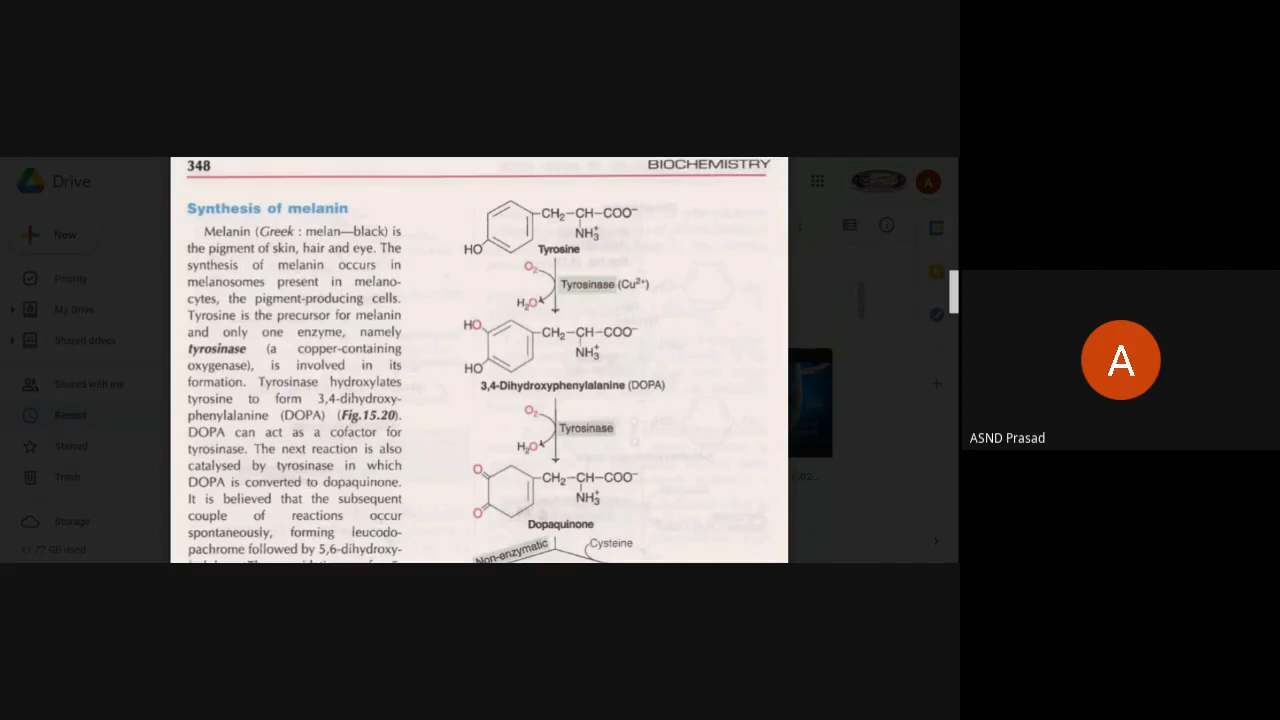 348
BIOCHEMISTRY
Drive
New
Priority
My Drive
Shared drives
Shared with me
Recent
Starred
Trash
Storage
Synthesis of melanin
Melanin (Greek : melan—black) is
the pigment of skin, hair and eye. The
synthesis of melanin occurs in
melanosomes present in melano-
cytes, the pigment-producing cells.
Tyrosine is the precursor for melanin
and only one enzyme, namely
tyrosinase (a copper-containing
oxygenase), is involved in its
formation. Tyrosinase hydroxylates
tyrosine to form 3,4-dihydroxy-
phenylalanine (DOPA) (Fig.15.20).
DOPA can act as a cofactor for
tyrosinase. The next reaction is also
catalysed by tyrosinase in which
DOPA is converted to dopaquinone.
It is believed that the subsequent
couple of reactions occur
spontaneously, forming leucodo-
pachrome followed by 5,6-dihydroxy-
CH₂—CH—COO⁻
NH₃⁺
HO
Tyrosine
O₂
Tyrosinase (Cu²⁺)
H₂O
HO
CH₂—CH—COO⁻
NH₃⁺
HO
3,4-Dihydroxyphenylalanine (DOPA)
O₂
Tyrosinase
H₂O
O
CH₂—CH—COO⁻
NH₃⁺
O
Dopaquinone
Non-enzymatic
Cysteine
A
A
ASND Prasad